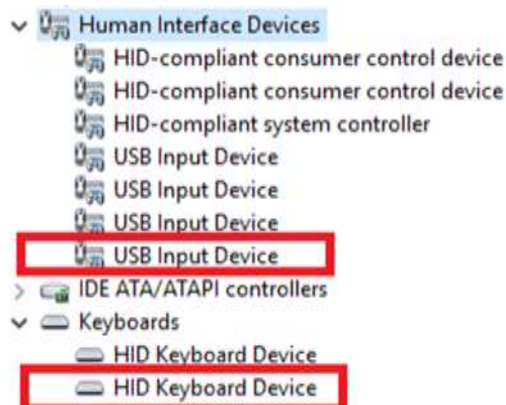 Human Interface Devices
HID-compliant consumer control device
HID-compliant consumer control device
HID-compliant system controller
USB Input Device
USB Input Device
USB Input Device
USB Input Device
IDE ATA/ATAPI controllers
Keyboards
HID Keyboard Device
HID Keyboard Device